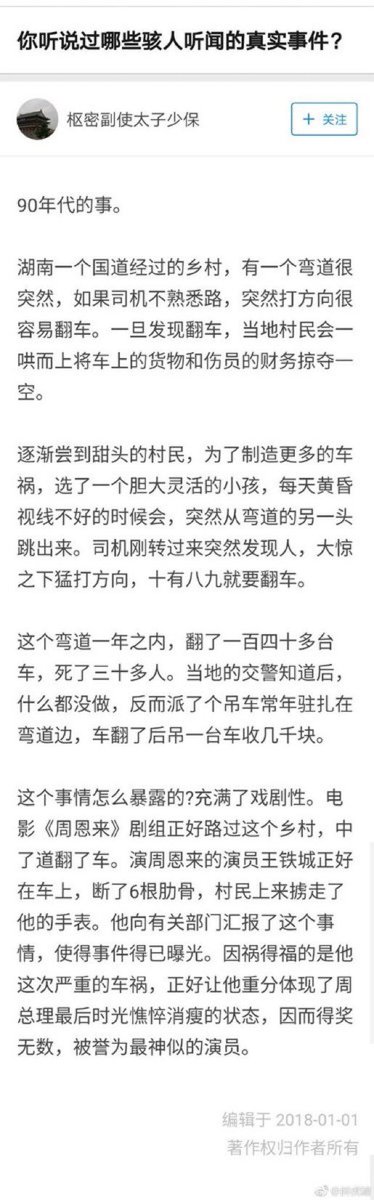 你听说过哪些骇人听闻的真实事件？
枢密副使太子少保
+ 关注
90年代的事。
湖南一个国道经过的乡村，有一个弯道很
突然，如果司机不熟悉路，突然打方向很
容易翻车。一旦发现翻车，当地村民会一
哄而上将车上的货物和伤员的财务掠夺一
空。
逐渐尝到甜头的村民，为了制造更多的车
祸，选了一个胆大灵活的小孩，每天黄昏
视线不好的时候会，突然从弯道的另一头
跳出来。司机刚转过来突然发现人，大惊
之下猛打方向，十有八九就要翻车。
这个弯道一年之内，翻了一百四十多台
车，死了三十多人。当地的交警知道后，
什么都没做，反而派了个吊车常年驻扎在
弯道边，车翻了后吊一台车收几千块。
这个事情怎么暴露的?充满了戏剧性。电
影《周恩来》剧组正好路过这个乡村，中
了道翻了车。演周恩来的演员王铁城正好
在车上，断了6根肋骨，村民上来掳走了
他的手表。他向有关部门汇报了这个事
情，使得事件得已曝光。因祸得福的是他
这次严重的车祸，正好让他重分体现了周
总理最后时光憔悴消瘦的状态，因而得奖
无数，被誉为最神似的演员。
编辑于 2018-01-01
著作权归作者所有